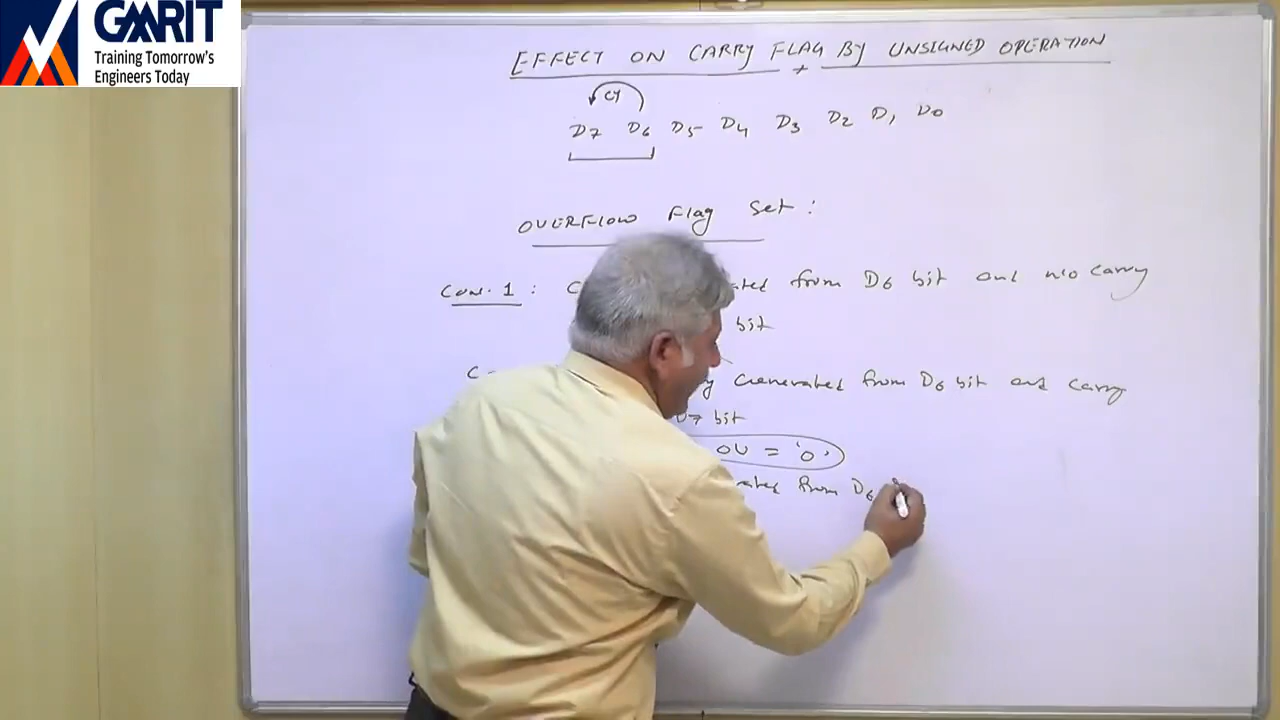 GMRIT
Training Tomorrow's
Engineers Today
EFFECT ON CARRY FLAG BY UNSIGNED OPERATION
+
CY
D7 D6 D5 D4 D3 D2 D1 D0
OVERFLOW Flag Set :
Con. 1 : from D6 bit and no carry
bit
Generated from D6 bit and carry
D7 bit
OV = '0'
from D6